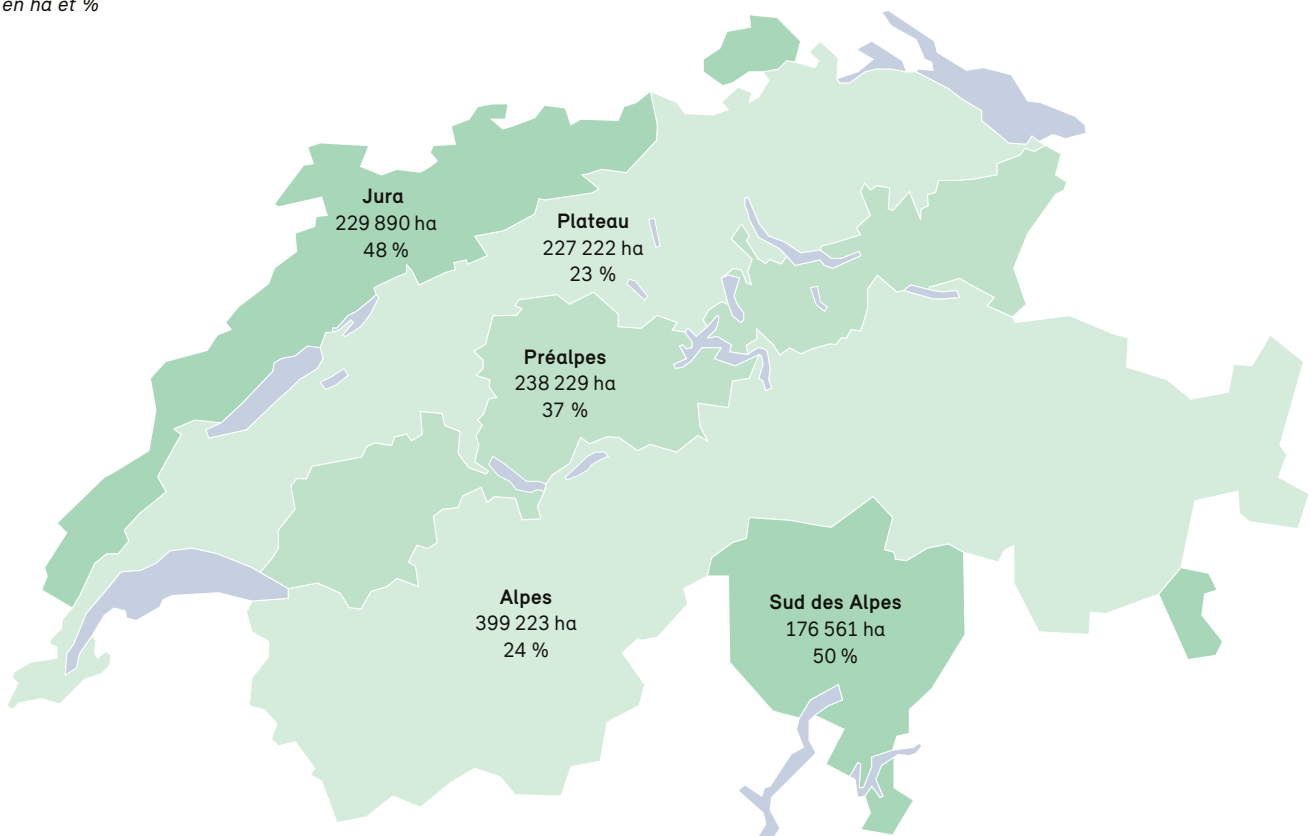 en ha et %
Jura
229 890 ha
48 %
Plateau
227 222 ha
23 %
Préalpes
238 229 ha
37 %
Alpes
399 223 ha
24 %
Sud des Alpes
176 561 ha
50 %